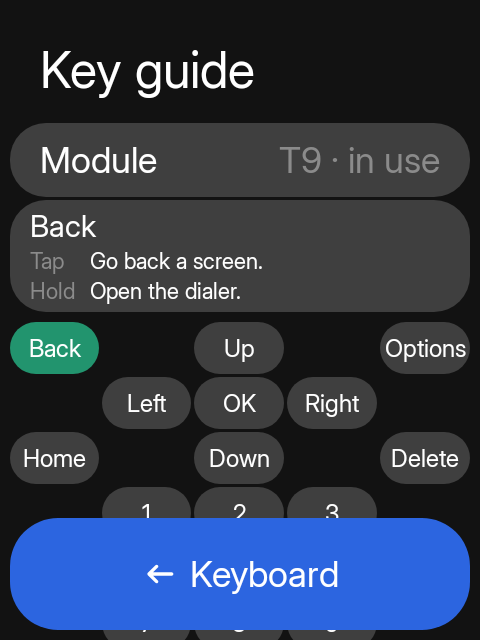 Key guide
Module T9 · in use
Back
Tap Go back a screen.
Hold Open the dialer.
Back Up Options
Left OK Right
Home Down Delete
1 2 3
← Keyboard